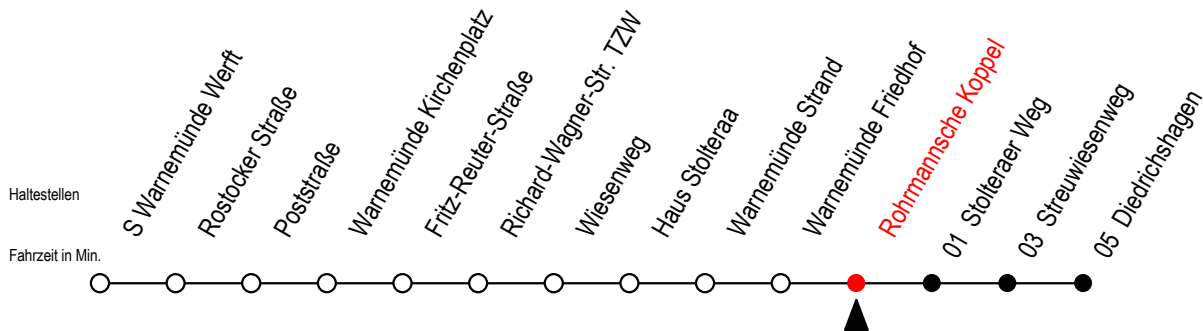 Haltestellen
Fahrzeit in Min.
S Warnemünde Werft
Rostocker Straße
Poststraße
Warnemünde Kirchenplatz
Fritz-Reuter-Straße
Richard-Wagner-Str. TZW
Wiesenweg
Haus Stolteraa
Warnemünde Strand
Warnemünde Friedhof
Rohrmannsche Koppel
01 Stolteraer Weg
03 Streuwiesenweg
05 Diedrichshagen